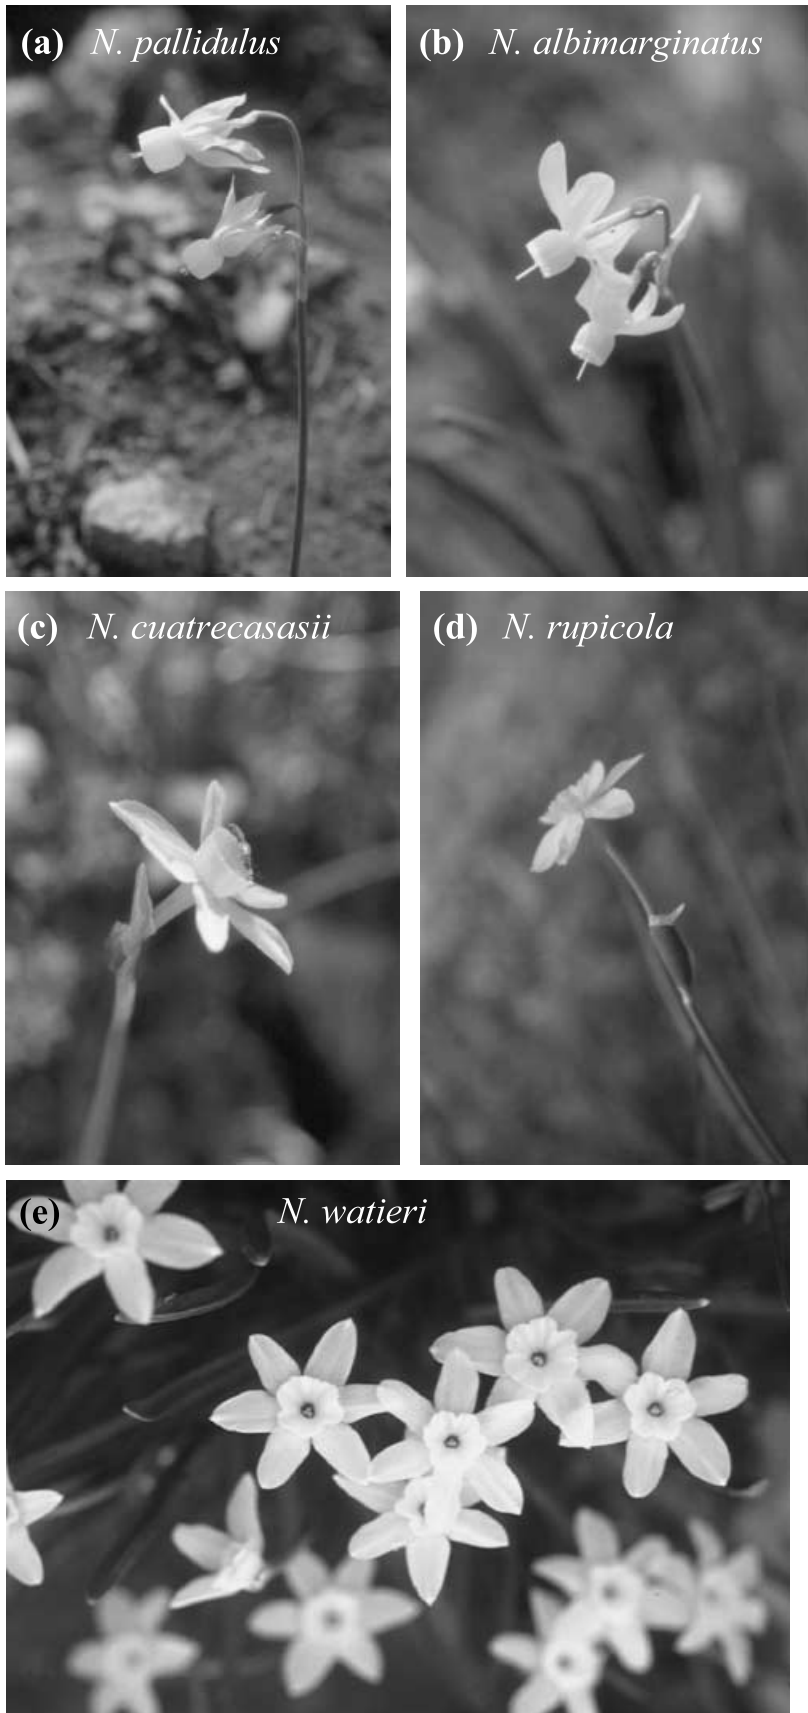 (a) N. pallidulus
(b) N. albimarginatus
(c) N. cuatrecasasii
(d) N. rupicola
(e) N. watieri